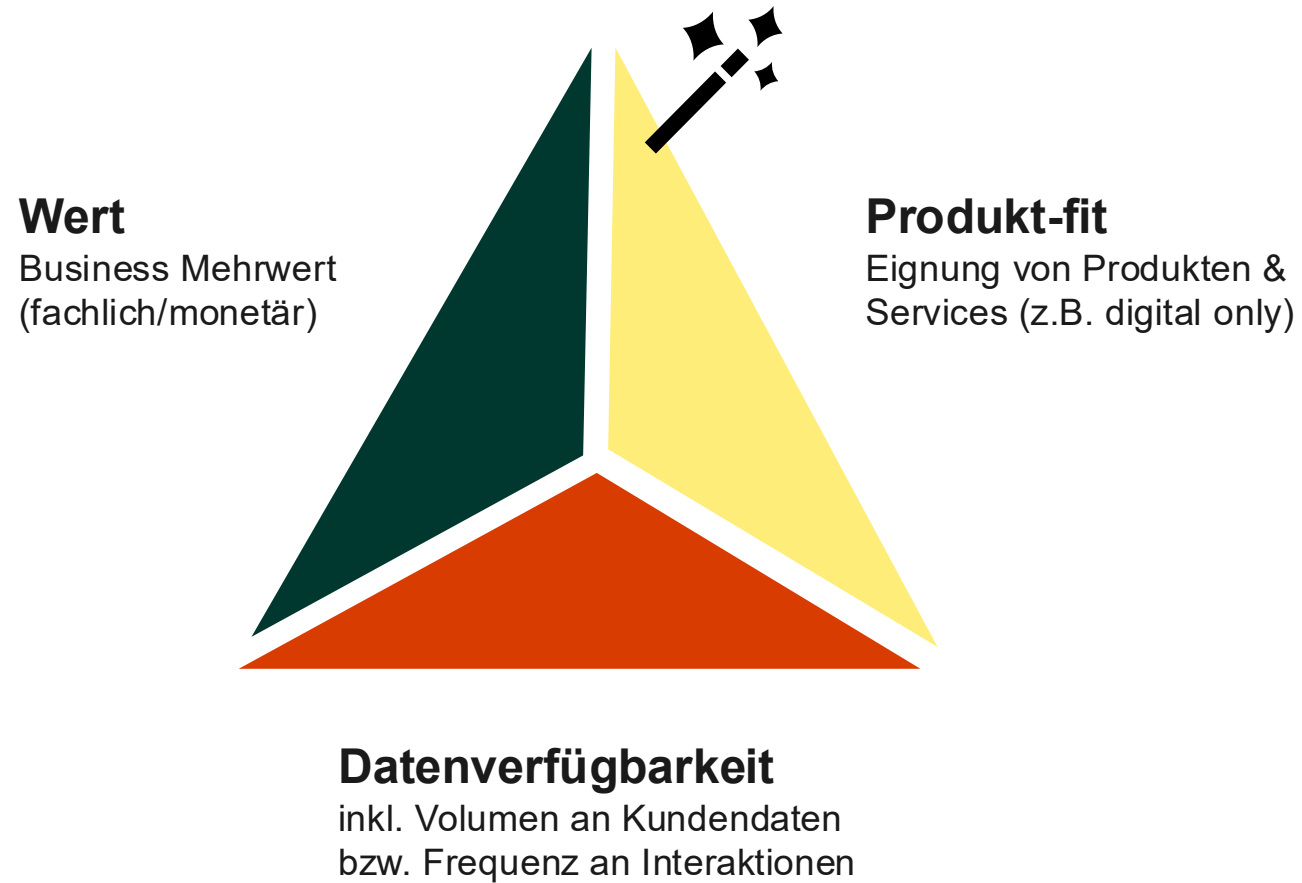 Wert
Business Mehrwert
(fachlich/monetär)
Produkt-fit
Eignung von Produkten &
Services (z.B. digital only)
Datenverfügbarkeit
inkl. Volumen an Kundendaten
bzw. Frequenz an Interaktionen